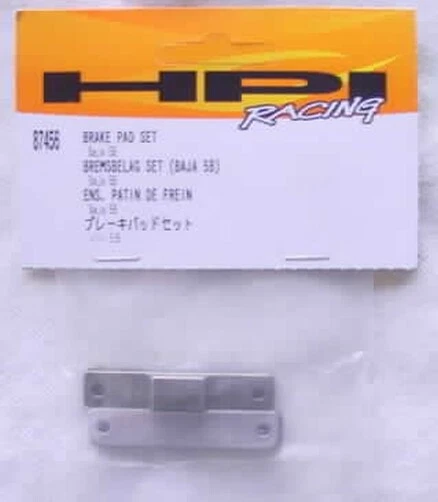 HPI
RACING
87456 BRAKE PAD SET
Baja 5B
BREMSBELAG SET (BAJA 5B)
Baja 5B
ENS. PATIN DE FREIN
Baja 5B
ブレーキパッドセット
5B